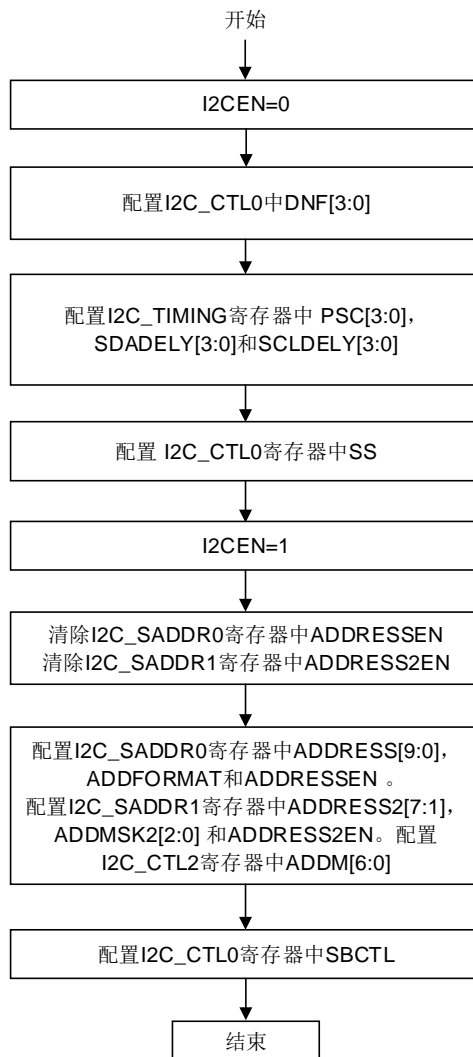 开始
I2CEN=0
配置I2C_CTL0中DNF[3:0]
配置I2C_TIMING寄存器中 PSC[3:0]，
SDADELY[3:0]和SCLDELY[3:0]
配置 I2C_CTL0寄存器中SS
I2CEN=1
清除I2C_SADDR0寄存器中ADDRESSEN
清除I2C_SADDR1寄存器中ADDRESS2EN
配置I2C_SADDR0寄存器中ADDRESS[9:0]，
ADDFORMAT和ADDRESSEN 。
配置I2C_SADDR1寄存器中ADDRESS2[7:1]，
ADDMSK2[2:0] 和ADDRESS2EN。配置
I2C_CTL2寄存器中ADDM[6:0]
配置I2C_CTL0寄存器中SBCTL
结束